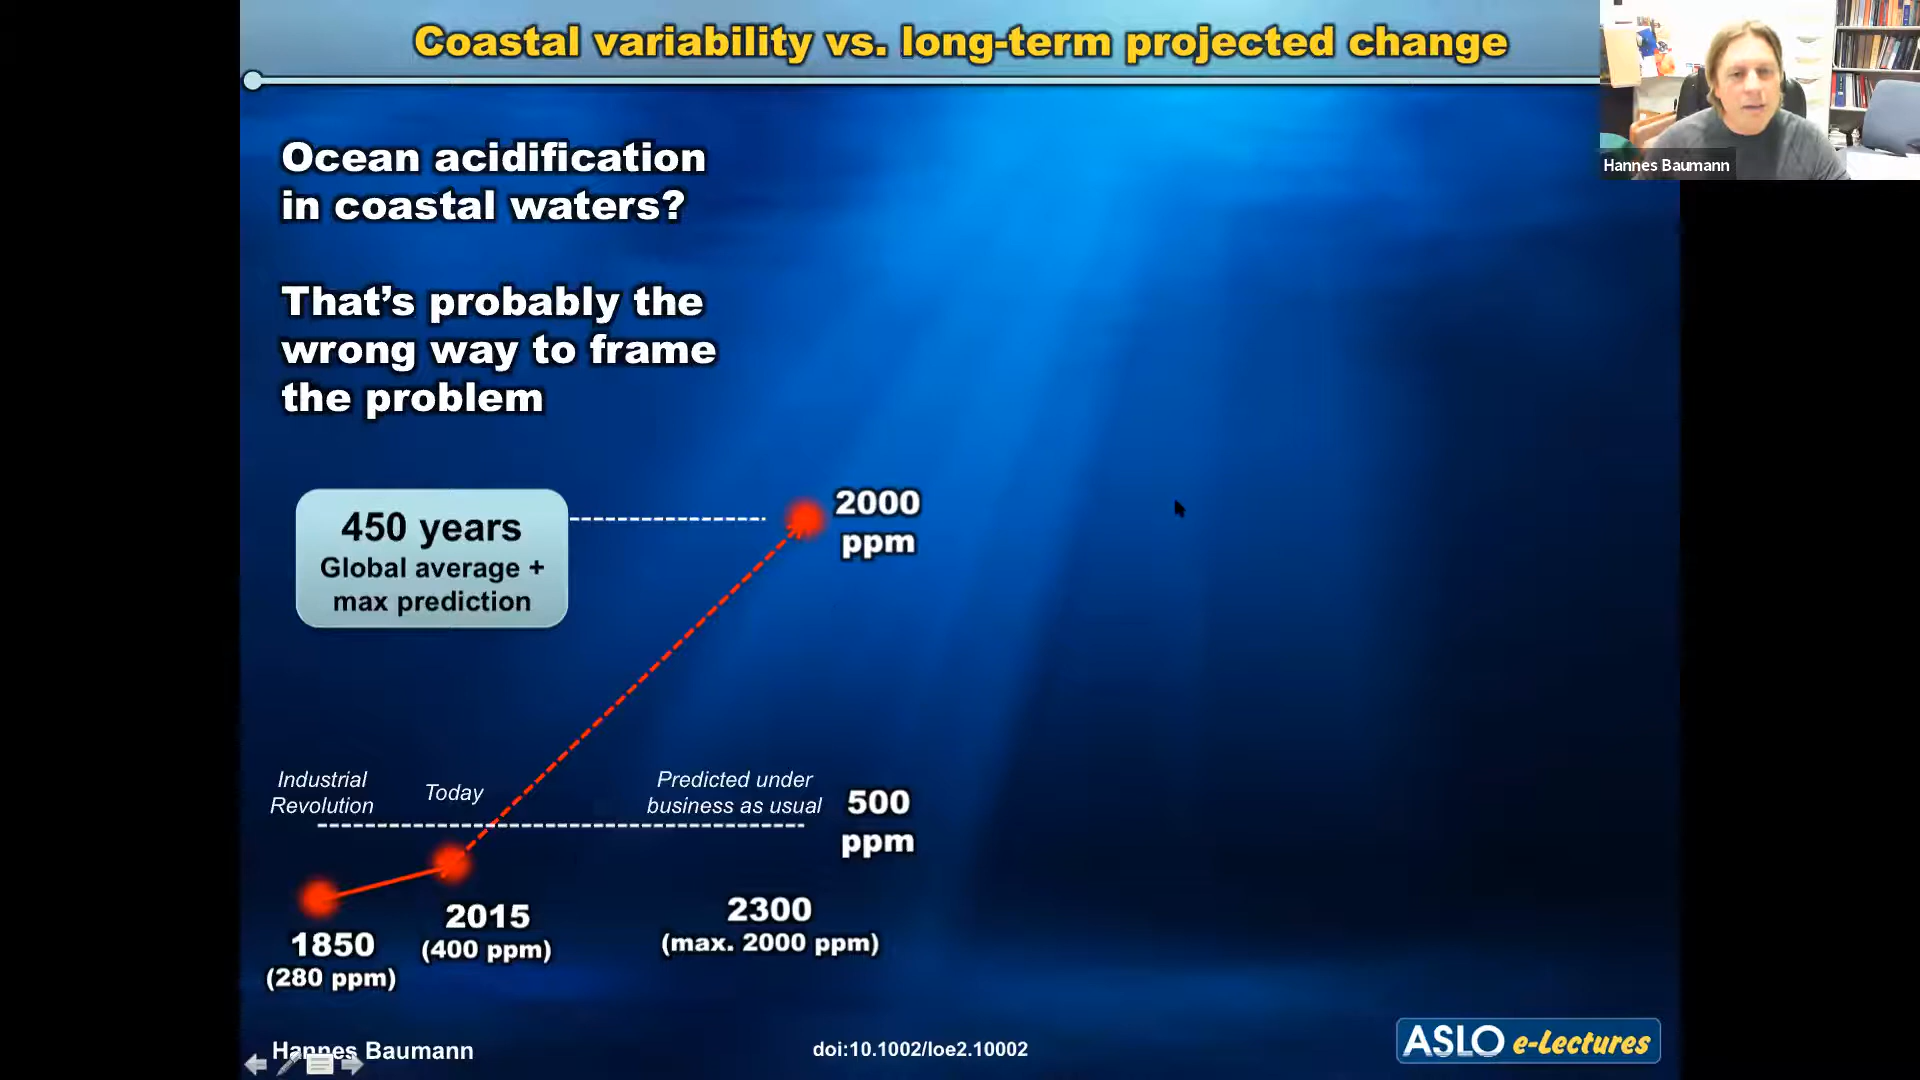 Coastal variability vs. long-term projected change
Hannes Baumann
Ocean acidification
in coastal waters?
That’s probably the
wrong way to frame
the problem
450 years
Global average +
max prediction
2000
ppm
Industrial
Revolution
Today
Predicted under
business as usual
500
ppm
1850
(280 ppm)
2015
(400 ppm)
2300
(max. 2000 ppm)
Hannes Baumann
doi:10.1002/loe2.10002
ASLO e-Lectures